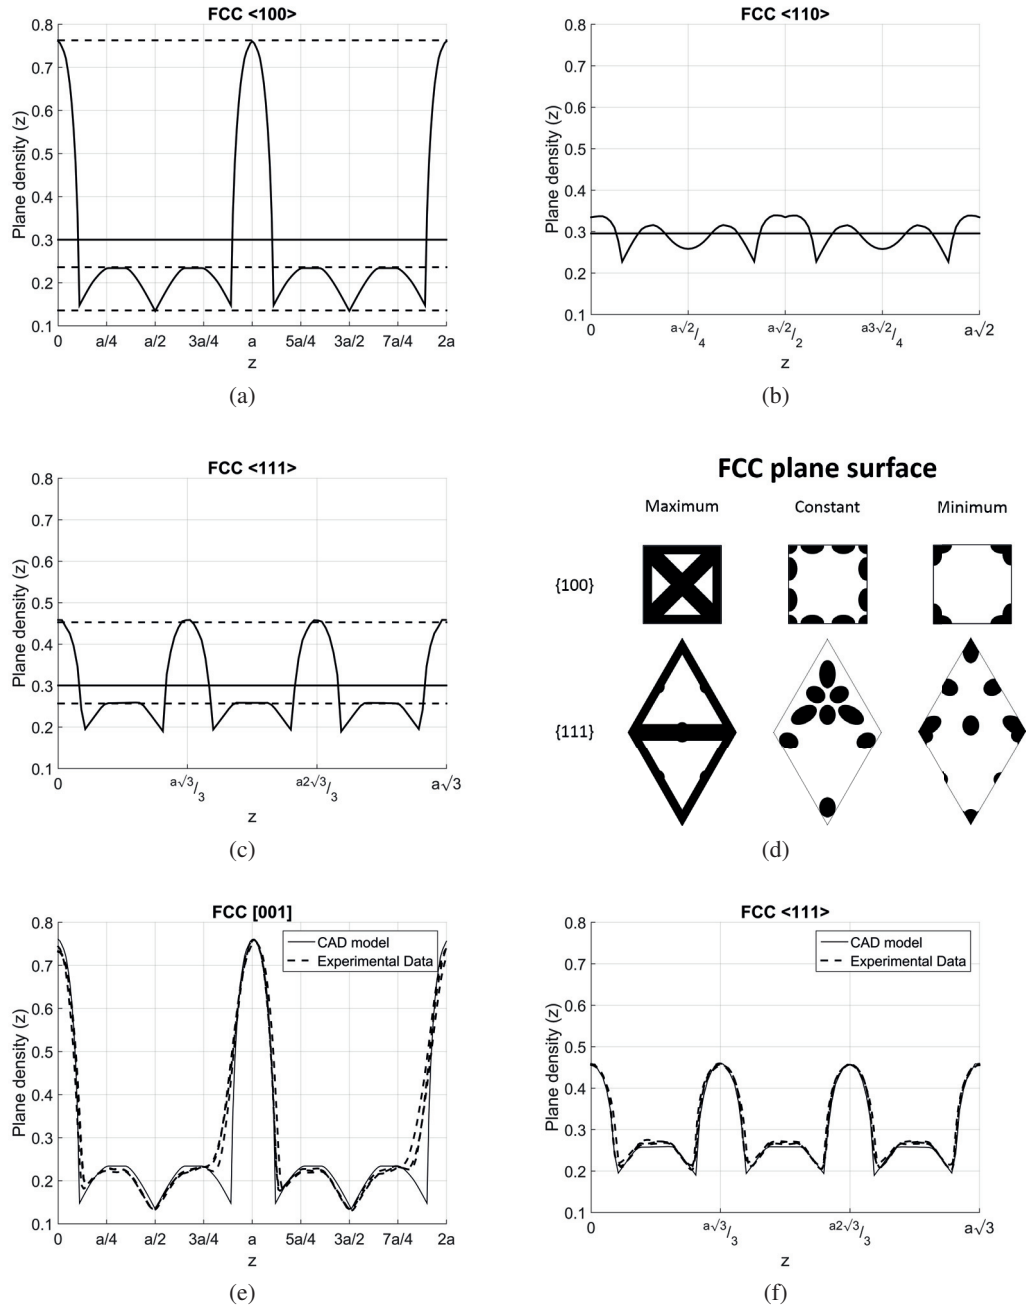 FCC <100>
0.8
0.7
0.6
0.5
0.4
0.3
0.2
0.1
Plane density (z)
0 a/4 a/2 3a/4 a 5a/4 3a/2 7a/4 2a
z
(a)
FCC <110>
0.8
0.7
0.6
0.5
0.4
0.3
0.2
0.1
Plane density (z)
0 a√2/4 a√2/2 a3√2/4 a√2
z
(b)
FCC <111>
0.8
0.7
0.6
0.5
0.4
0.3
0.2
0.1
Plane density (z)
0 a√3/3 a2√3/3 a√3
z
(c)
FCC plane surface
Maximum Constant Minimum
{100}
{111}
(d)
FCC [001]
CAD model
Experimental Data
0.8
0.7
0.6
0.5
0.4
0.3
0.2
0.1
Plane density (z)
0 a/4 a/2 3a/4 a 5a/4 3a/2 7a/4 2a
z
(e)
FCC <111>
CAD model
Experimental Data
0.8
0.7
0.6
0.5
0.4
0.3
0.2
0.1
Plane density (z)
0 a√3/3 a2√3/3 a√3
z
(f)